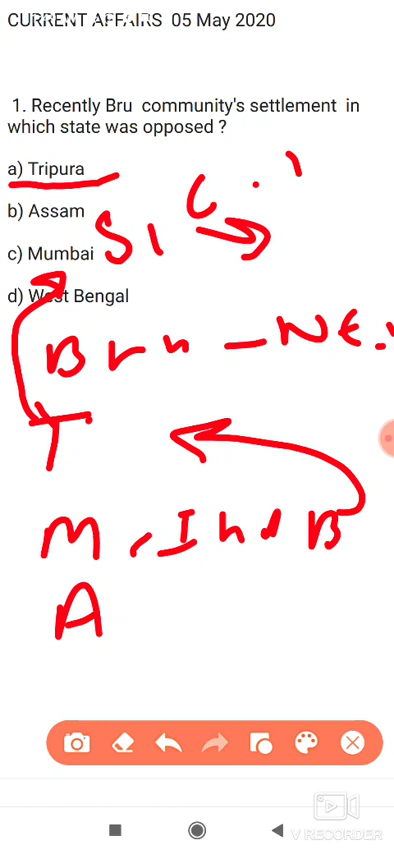 CURRENT AFFAIRS 05 May 2020
1. Recently Bru community's settlement in
which state was opposed ?
a) Tripura
b) Assam
c) Mumbai
d) West Bengal
Bru - NE.
T
M
A
V RECORDER